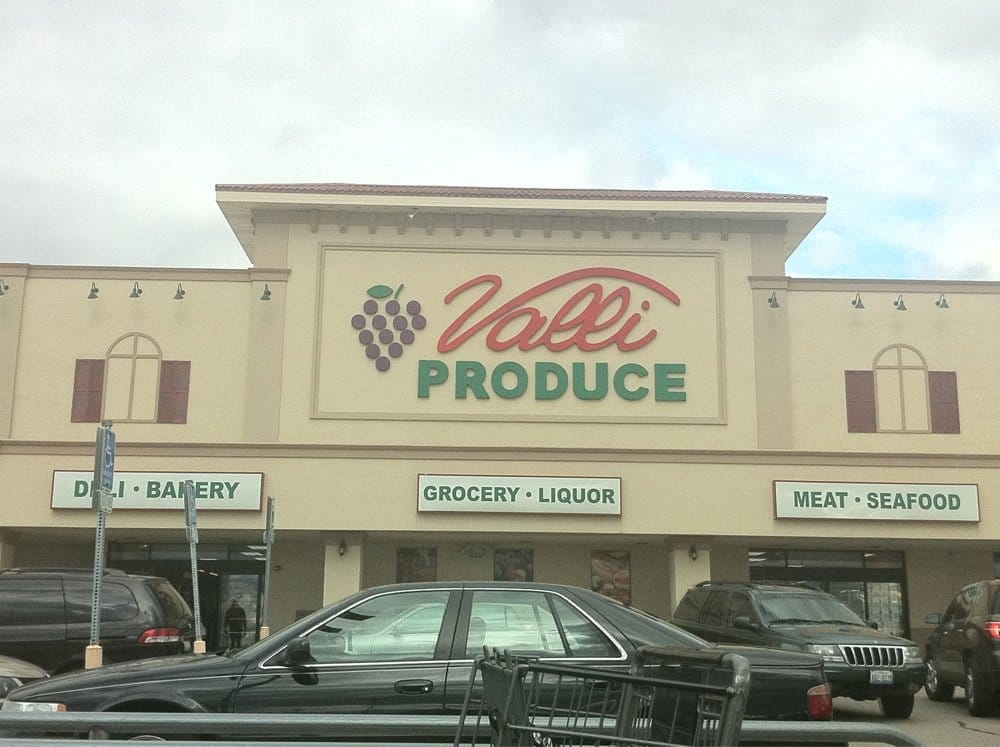 Valli
PRODUCE
DELI · BAKERY
GROCERY · LIQUOR
MEAT · SEAFOOD